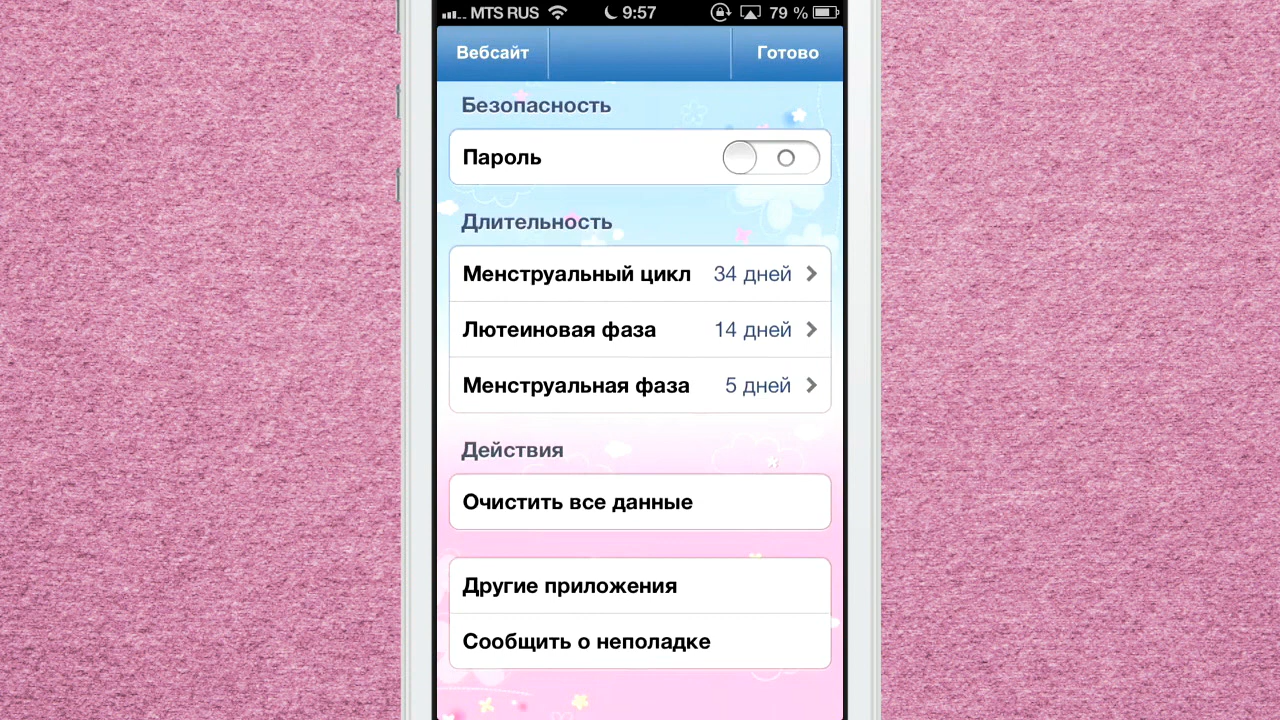 MTS RUS 9:57 79 %
Вебсайт Готово
Безопасность
Пароль
Длительность
Менструальный цикл 34 дней
Лютеиновая фаза 14 дней
Менструальная фаза 5 дней
Действия
Очистить все данные
Другие приложения
Сообщить о неполадке